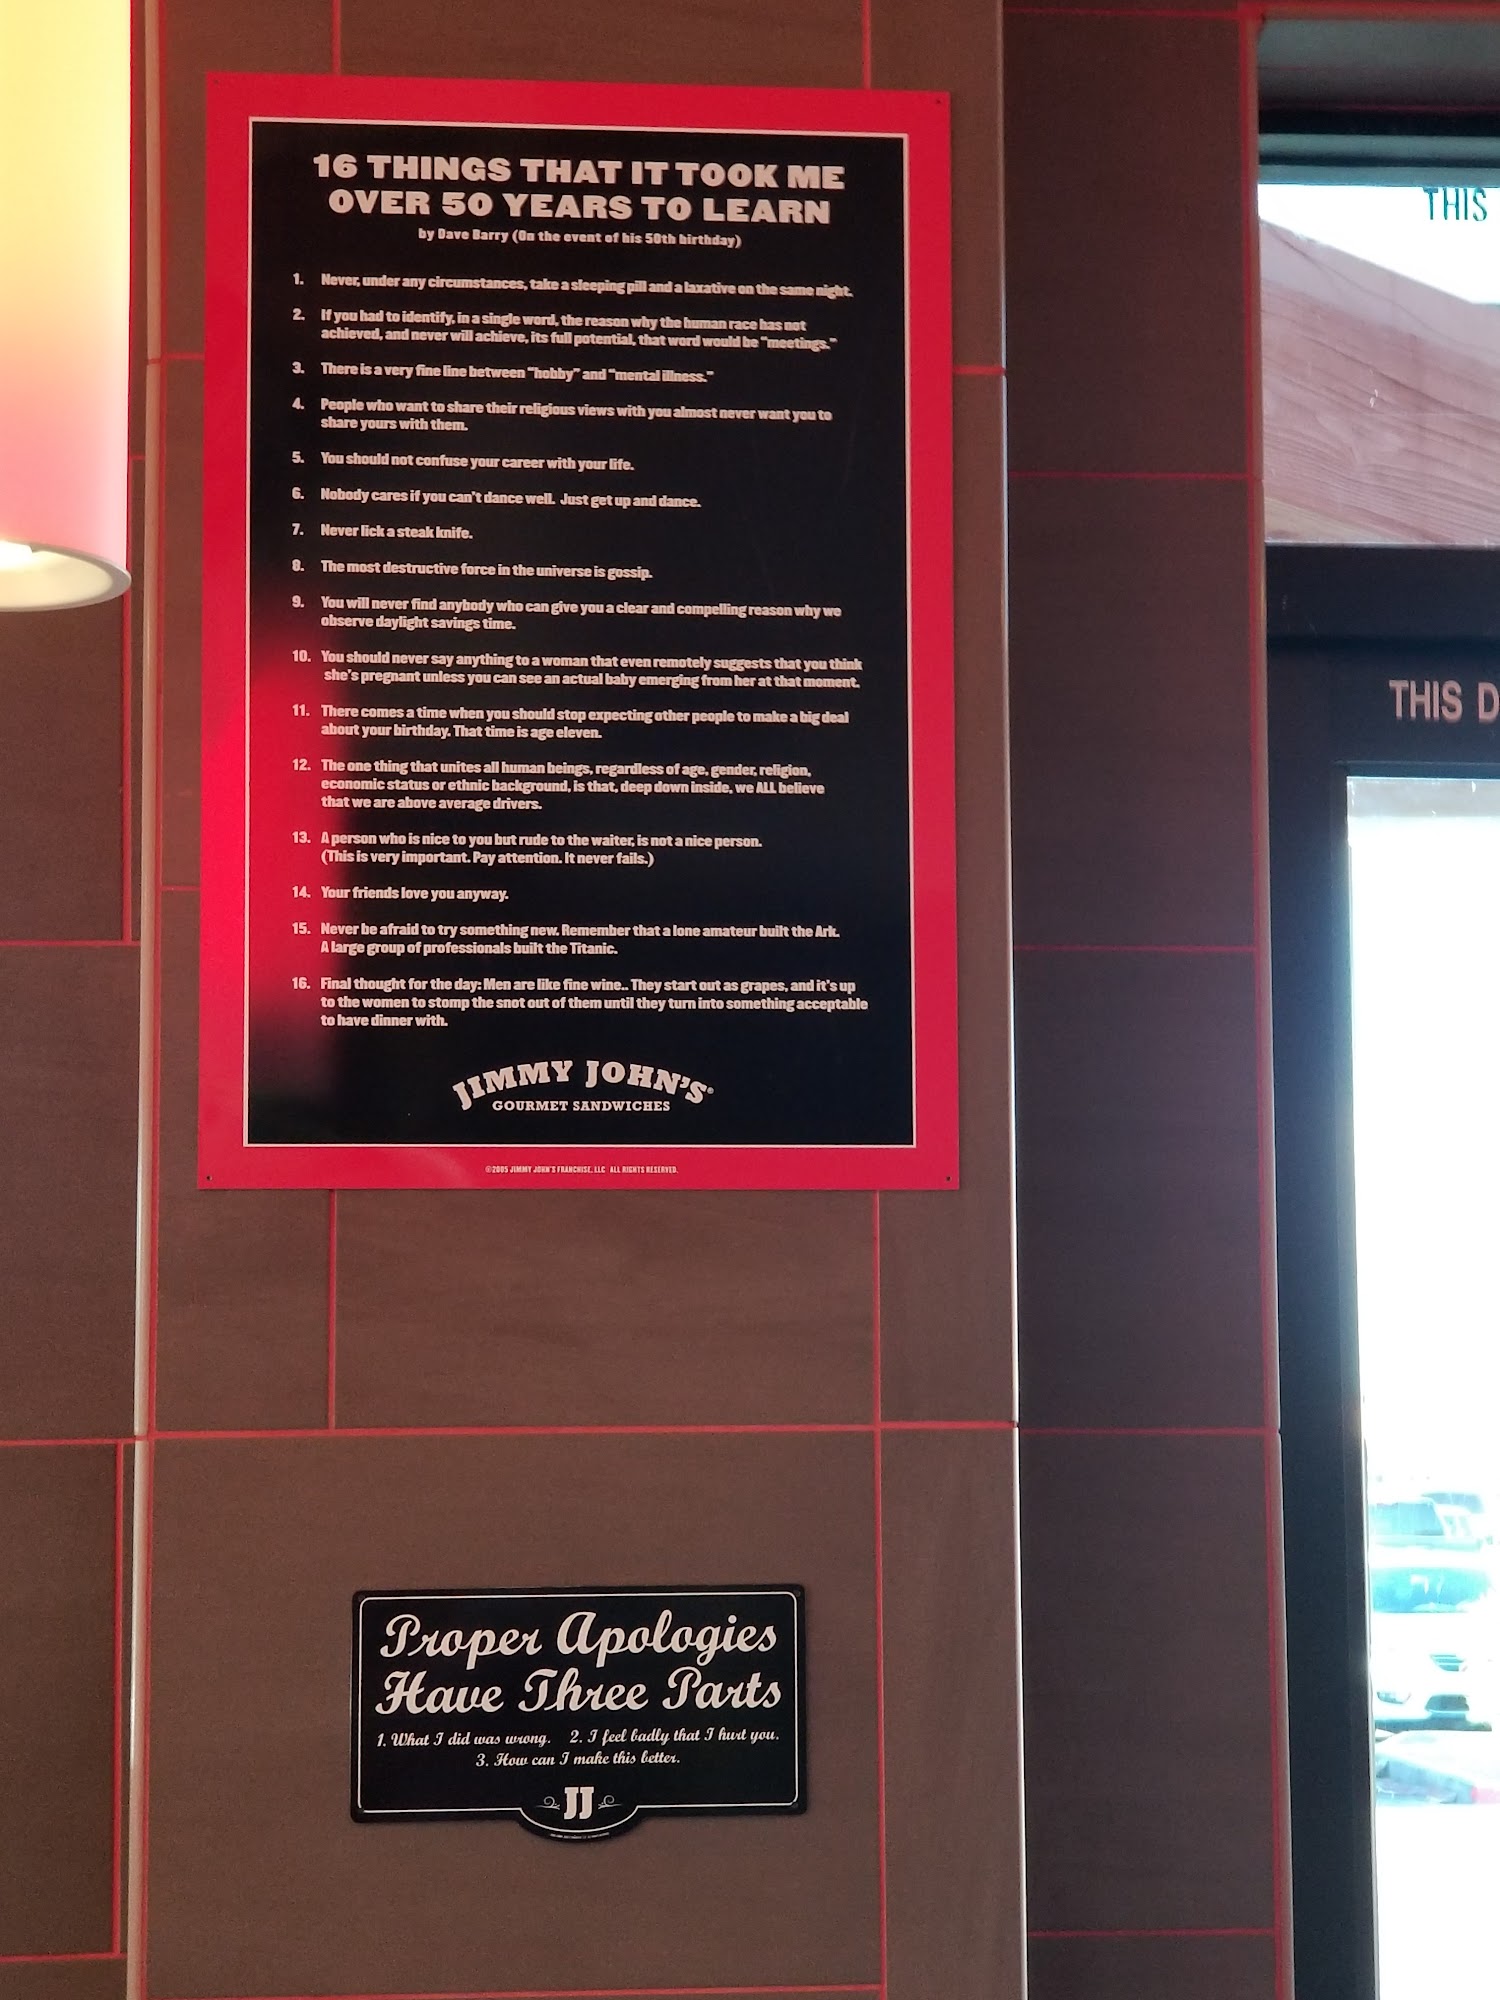 16 THINGS THAT IT TOOK ME
OVER 50 YEARS TO LEARN
by Dave Barry (On the event of his 50th birthday)
1. Never, under any circumstances, take a sleeping pill and a laxative on the same night.
2. If you had to identify, in a single word, the reason why the human race has not
achieved, and never will achieve, its full potential, that word would be "meetings."
3. There is a very fine line between "hobby" and "mental illness."
4. People who want to share their religious views with you almost never want you to
share yours with them.
5. You should not confuse your career with your life.
6. Nobody cares if you can't dance well. Just get up and dance.
7. Never lick a steak knife.
8. The most destructive force in the universe is gossip.
9. You will never find anybody who can give you a clear and compelling reason why we
observe daylight savings time.
10. You should never say anything to a woman that even remotely suggests that you think
she's pregnant unless you can see an actual baby emerging from her at that moment.
11. There comes a time when you should stop expecting other people to make a big deal
about your birthday. That time is age eleven.
12. The one thing that unites all human beings, regardless of age, gender, religion,
economic status or ethnic background, is that, deep down inside, we ALL believe
that we are above average drivers.
13. A person who is nice to you but rude to the waiter, is not a nice person.
(This is very important. Pay attention. It never fails.)
14. Your friends love you anyway.
15. Never be afraid to try something new. Remember that a lone amateur built the Ark.
A large group of professionals built the Titanic.
16. Final thought for the day: Men are like fine wine.. They start out as grapes, and it's up
to the women to stomp the snot out of them until they turn into something acceptable
to have dinner with.
JIMMY JOHN'S®
GOURMET SANDWICHES
©2005 JIMMY JOHN'S FRANCHISE, LLC ALL RIGHTS RESERVED.
THIS
THIS D
Proper Apologies
Have Three Parts
1. What I did was wrong. 2. I feel badly that I hurt you.
3. How can I make this better.
JJ